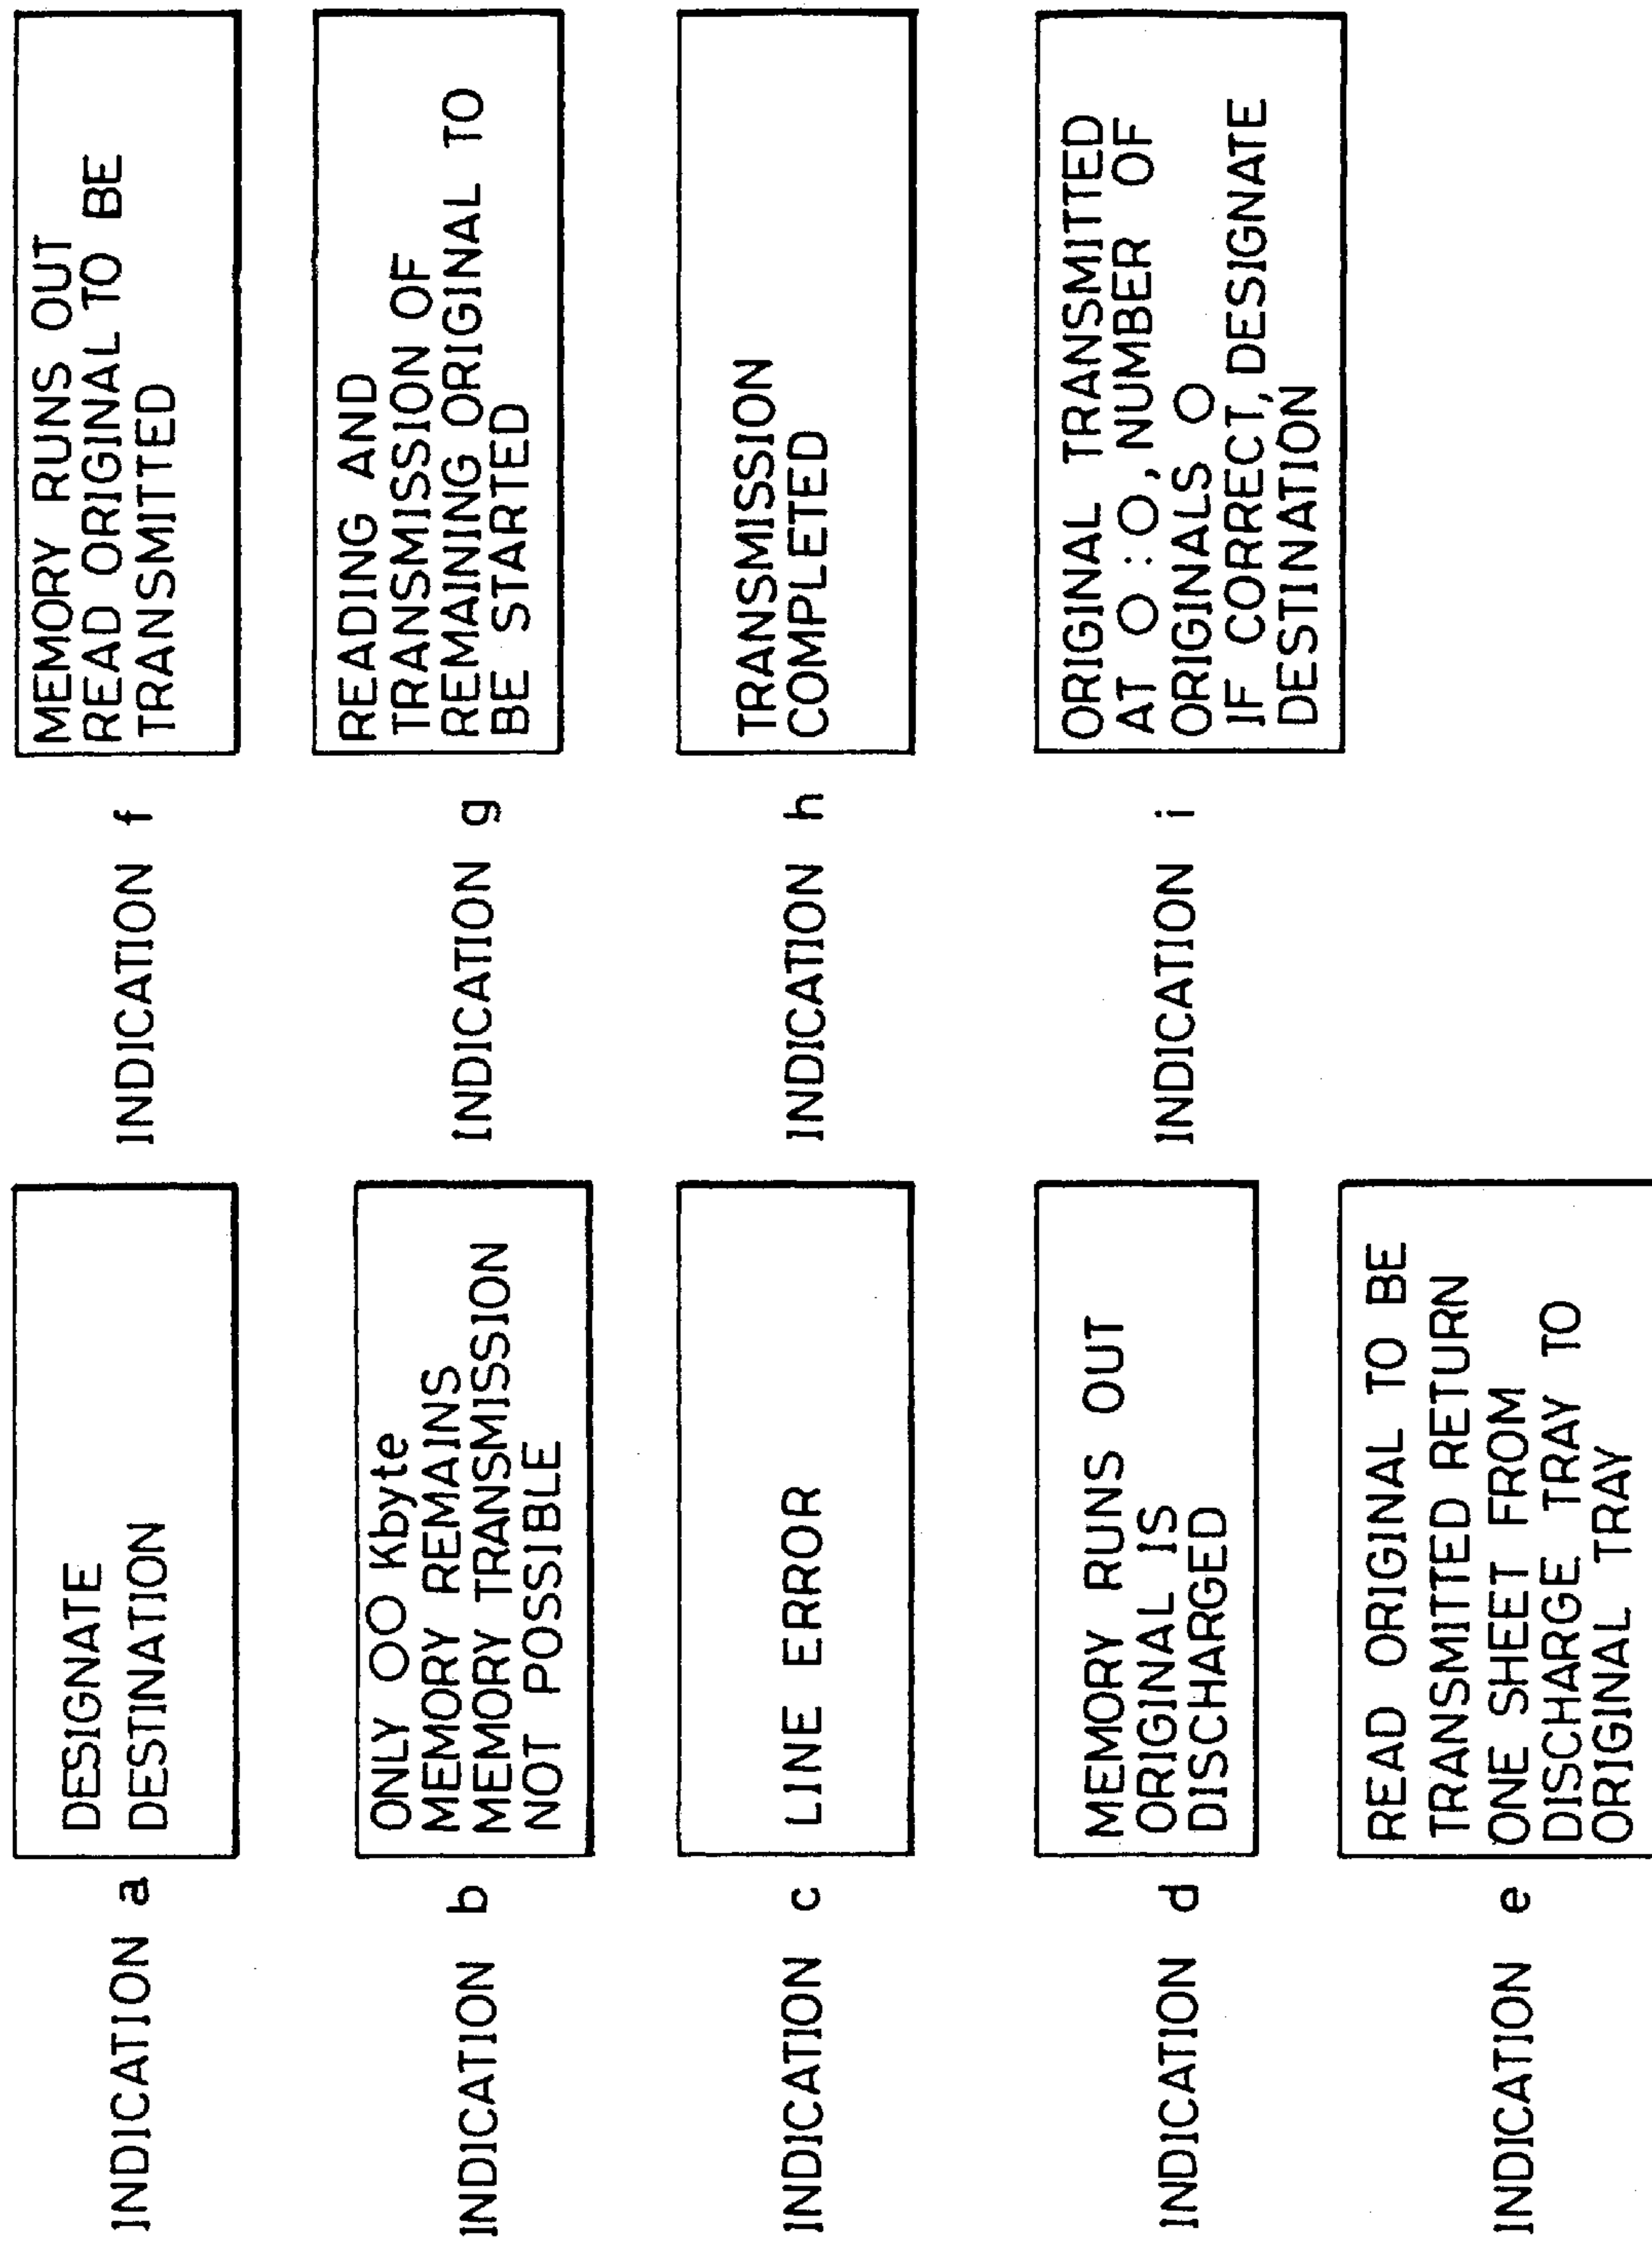 INDICATION a
DESIGNATE
DESTINATION
INDICATION b
ONLY ○○ Kbyte
MEMORY REMAINS
MEMORY TRANSMISSION
NOT POSSIBLE
INDICATION c
LINE ERROR
INDICATION d
MEMORY RUNS OUT
ORIGINAL IS
DISCHARGED
INDICATION e
READ ORIGINAL TO BE
TRANSMITTED RETURN
ONE SHEET FROM
DISCHARGE TRAY TO
ORIGINAL TRAY
INDICATION f
MEMORY RUNS OUT
READ ORIGINAL TO BE
TRANSMITTED
INDICATION g
READING AND
TRANSMISSION OF
REMAINING ORIGINAL TO
BE STARTED
INDICATION h
TRANSMISSION
COMPLETED
INDICATION i
ORIGINAL TRANSMITTED
AT ○:○, NUMBER OF
ORIGINALS ○
IF CORRECT, DESIGNATE
DESTINATION